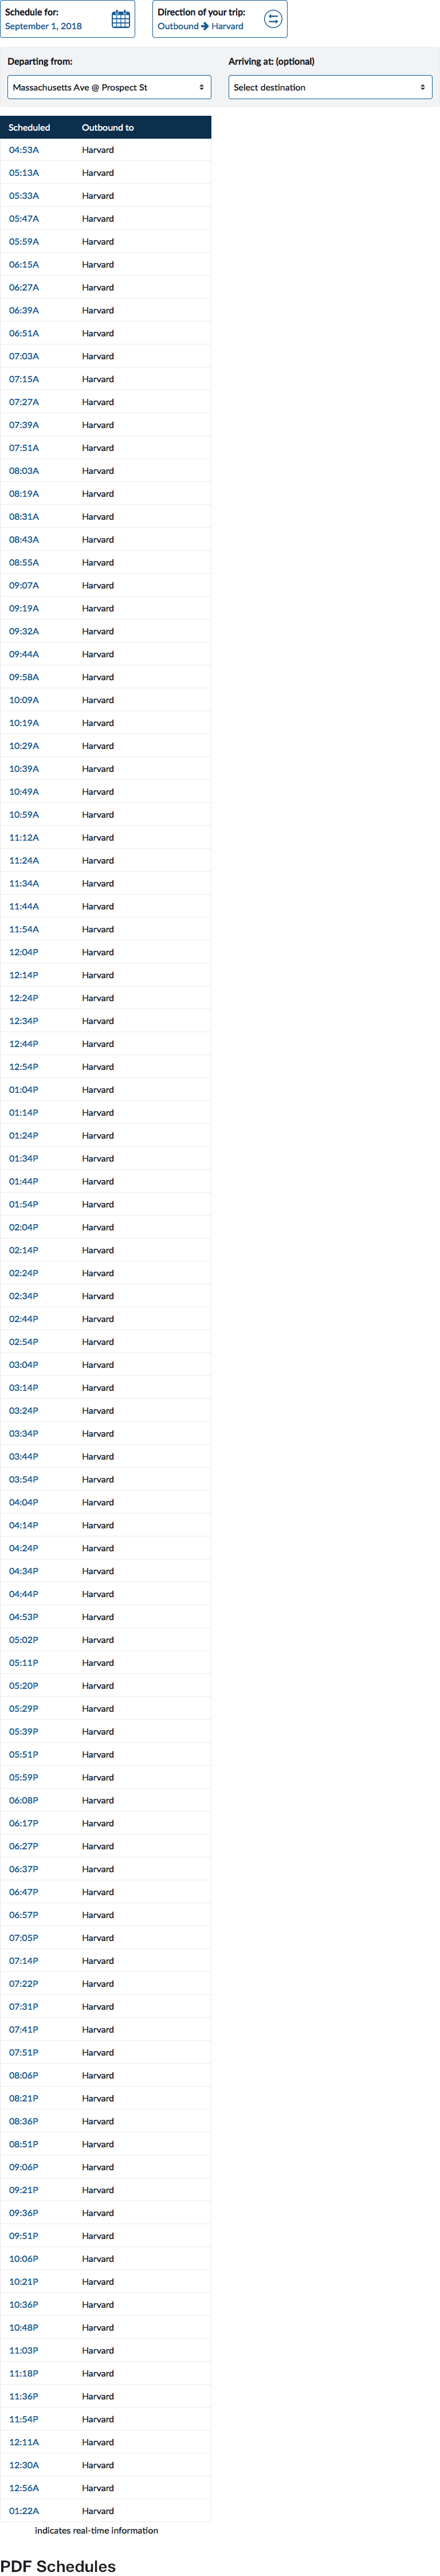 Schedule for:
September 1, 2018
Direction of your trip:
Outbound → Harvard
Departing from:
Massachusetts Ave @ Prospect St
Arriving at: (optional)
Select destination
Scheduled Outbound to
04:53A Harvard
05:13A Harvard
05:33A Harvard
05:47A Harvard
05:59A Harvard
06:15A Harvard
06:27A Harvard
06:39A Harvard
06:51A Harvard
07:03A Harvard
07:15A Harvard
07:27A Harvard
07:39A Harvard
07:51A Harvard
08:03A Harvard
08:19A Harvard
08:31A Harvard
08:43A Harvard
08:55A Harvard
09:07A Harvard
09:19A Harvard
09:32A Harvard
09:44A Harvard
09:58A Harvard
10:09A Harvard
10:19A Harvard
10:29A Harvard
10:39A Harvard
10:49A Harvard
10:59A Harvard
11:12A Harvard
11:24A Harvard
11:34A Harvard
11:44A Harvard
11:54A Harvard
12:04P Harvard
12:14P Harvard
12:24P Harvard
12:34P Harvard
12:44P Harvard
12:54P Harvard
01:04P Harvard
01:14P Harvard
01:24P Harvard
01:34P Harvard
01:44P Harvard
01:54P Harvard
02:04P Harvard
02:14P Harvard
02:24P Harvard
02:34P Harvard
02:44P Harvard
02:54P Harvard
03:04P Harvard
03:14P Harvard
03:24P Harvard
03:34P Harvard
03:44P Harvard
03:54P Harvard
04:04P Harvard
04:14P Harvard
04:24P Harvard
04:34P Harvard
04:44P Harvard
04:53P Harvard
05:02P Harvard
05:11P Harvard
05:20P Harvard
05:29P Harvard
05:39P Harvard
05:51P Harvard
05:59P Harvard
06:08P Harvard
06:17P Harvard
06:27P Harvard
06:37P Harvard
06:47P Harvard
06:57P Harvard
07:05P Harvard
07:14P Harvard
07:22P Harvard
07:31P Harvard
07:41P Harvard
07:51P Harvard
08:06P Harvard
08:21P Harvard
08:36P Harvard
08:51P Harvard
09:06P Harvard
09:21P Harvard
09:36P Harvard
09:51P Harvard
10:06P Harvard
10:21P Harvard
10:36P Harvard
10:48P Harvard
11:03P Harvard
11:18P Harvard
11:36P Harvard
11:54P Harvard
12:11A Harvard
12:30A Harvard
12:56A Harvard
01:22A Harvard
indicates real-time information
PDF Schedules